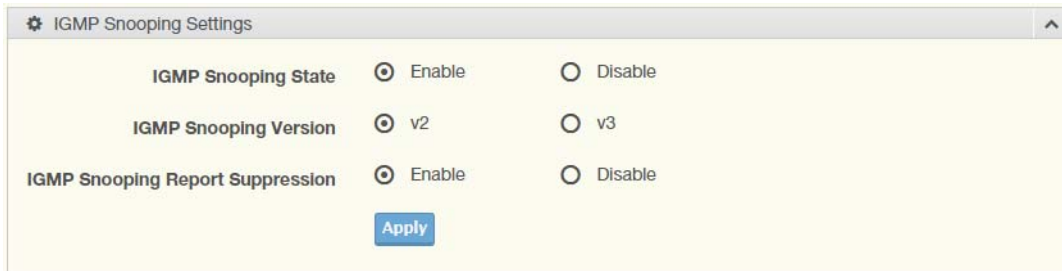 IGMP Snooping Settings
IGMP Snooping State Enable Disable
IGMP Snooping Version v2 v3
IGMP Snooping Report Suppression Enable Disable
Apply